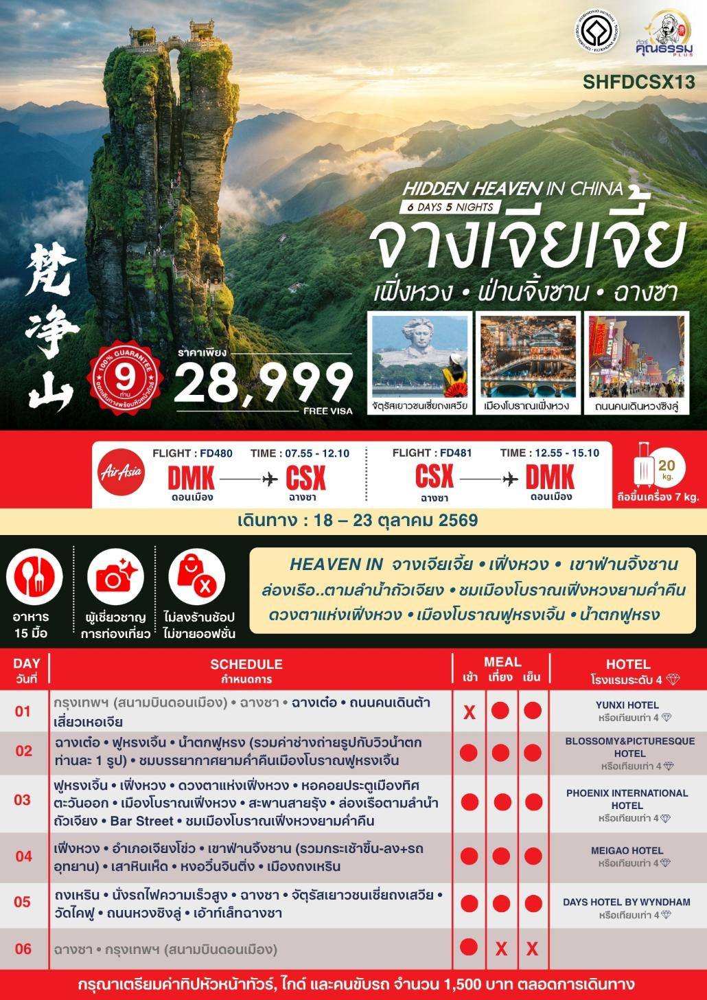 ทัวร์
คุณธรรม
PLUS
SHFDCSX13
HIDDEN HEAVEN IN CHINA
6 DAYS 5 NIGHTS
จางเจียเจี้ย
เฟิ่งหวง • ฟ่านจิ้งซาน • ฉางซา
梵净山
100% GUARANTEE
9
ท่าน
ออกเดินทางพร้อมหัวหน้าทัวร์
ราคาเพียง
28,999
FREE VISA
จัตุรัสเยาวชนเชี่ยถงเสวีย
เมืองโบราณเฟิ่งหวง
ถนนคนเดินหวงซิงลู่
AirAsia
FLIGHT : FD480 TIME : 07.55 - 12.10
DMK CSX
ดอนเมือง ฉางซา
FLIGHT : FD481 TIME : 12.55 - 15.10
CSX DMK
ฉางซา ดอนเมือง
20 kg.
ถือขึ้นเครื่อง 7 kg.
เดินทาง : 18 – 23 ตุลาคม 2569
อาหาร
15 มื้อ
ผู้เชี่ยวชาญ
การท่องเที่ยว
ไม่ลงร้านช้อป
ไม่ขายออฟชั่น
HEAVEN IN จางเจียเจี้ย • เฟิ่งหวง • เขาฟ่านจิ้งซาน
ล่องเรือ..ตามลำน้ำถัวเจียง • ชมเมืองโบราณเฟิ่งหวงยามค่ำคืน
ดวงตาแห่งเฟิ่งหวง • เมืองโบราณฟูหรงเจิ้น • น้ำตกฟูหรง
DAY SCHEDULE MEAL HOTEL
วันที่ กำหนดการ เช้า เที่ยง เย็น โรงแรมระดับ 4
01 กรุงเทพฯ (สนามบินดอนเมือง) • ฉางซา • ฉางเต๋อ • ถนนคนเดินต้า
เสี่ยวเหอเจีย
X
YUNXI HOTEL
หรือเทียบเท่า 4
02 ฉางเต๋อ • ฟูหรงเจิ้น • น้ำตกฟูหรง (รวมค่าช่างถ่ายรูปกับวิวน้ำตก
ท่านละ 1 รูป) • ชมบรรยากาศยามค่ำคืนเมืองโบราณฟูหรงเจิ้น
BLOSSOMY&PICTURESQUE
HOTEL
หรือเทียบเท่า 4
03 ฟูหรงเจิ้น • เฟิ่งหวง • ดวงตาแห่งเฟิ่งหวง • หอคอยประตูเมืองทิศ
ตะวันออก • เมืองโบราณเฟิ่งหวง • สะพานสายรุ้ง • ล่องเรือตามลำน้ำ
ถัวเจียง • Bar Street • ชมเมืองโบราณเฟิ่งหวงยามค่ำคืน
PHOENIX INTERNATIONAL
HOTEL
หรือเทียบเท่า 4
04 เฟิ่งหวง • อำเภอเจียงโข่ว • เขาฟ่านจิ้งซาน (รวมกระเช้าขึ้น-ลง+รถ
อุทยาน) • เสาหินเห็ด • หงอวิ๋นจินติ่ง • เมืองถงเหริน
MEIGAO HOTEL
หรือเทียบเท่า 4
05 ถงเหริน • นั่งรถไฟความเร็วสูง • ฉางซา • จัตุรัสเยาวชนเชี่ยถงเสวีย •
วัดไคฟู • ถนนหวงซิงลู่ • เอ้าท์เล็ทฉางซา
DAYS HOTEL BY WYNDHAM
หรือเทียบเท่า 4
06 ฉางซา • กรุงเทพฯ (สนามบินดอนเมือง) X X
กรุณาเตรียมค่าทิปหัวหน้าทัวร์, ไกด์ และคนขับรถ จำนวน 1,500 บาท ตลอดการเดินทาง